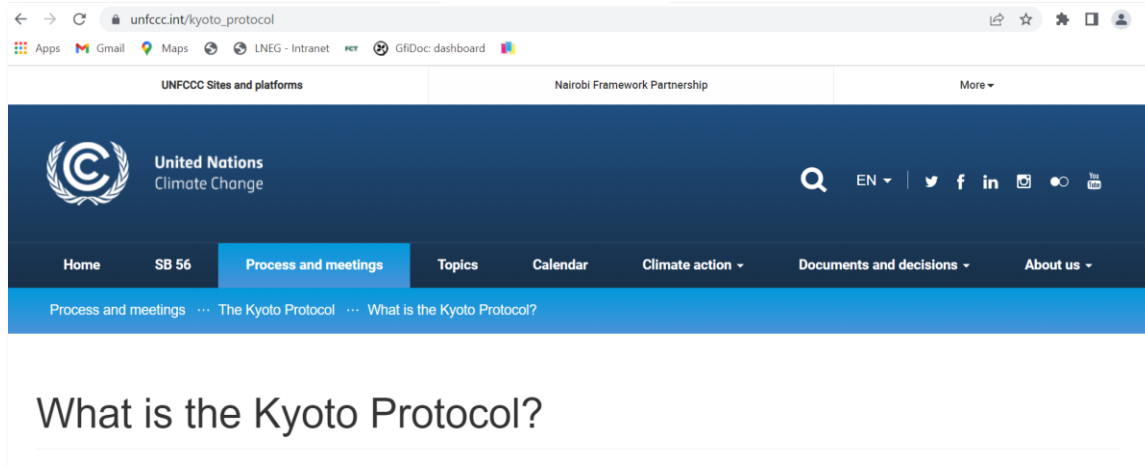 unfccc.int/kyoto_protocol
Apps Gmail Maps LNEG - Intranet FCT GfiDoc: dashboard
UNFCCC Sites and platforms Nairobi Framework Partnership More
United Nations
Climate Change
EN
You
Tube
Home SB 56 Process and meetings Topics Calendar Climate action Documents and decisions About us
Process and meetings ··· The Kyoto Protocol ··· What is the Kyoto Protocol?
What is the Kyoto Protocol?